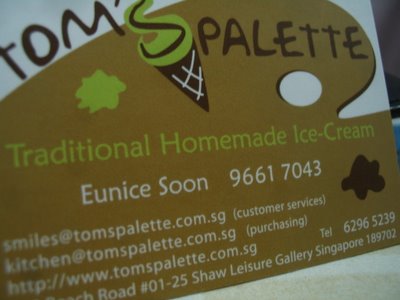 TOM'S PALETTE
Traditional Homemade Ice-Cream
Eunice Soon 9661 7043
smiles@tomspalette.com.sg (customer services)
kitchen@tomspalette.com.sg (purchasing)
http://www.tomspalette.com.sg Tel 6296 5239
Beach Road #01-25 Shaw Leisure Gallery Singapore 189702